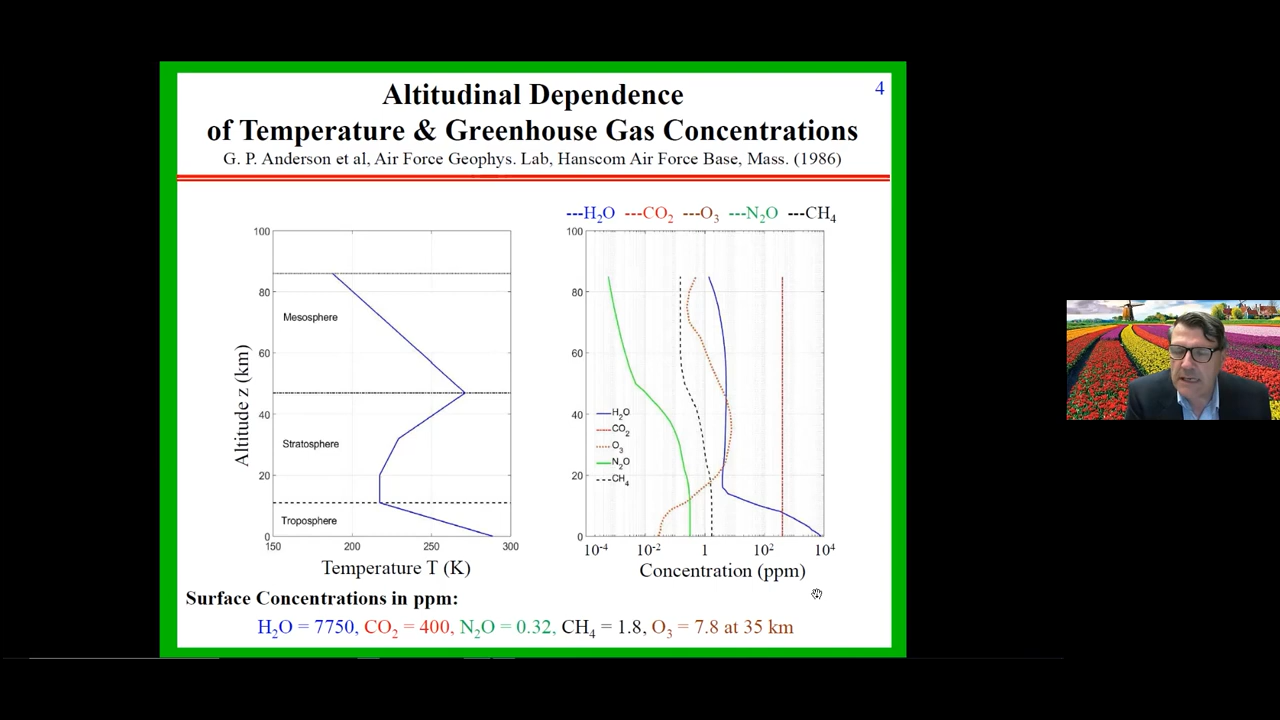 4
Altitudinal Dependence
of Temperature & Greenhouse Gas Concentrations
G. P. Anderson et al, Air Force Geophys. Lab, Hanscom Air Force Base, Mass. (1986)
100
80
60
40
20
0
Altitude z (km)
Mesosphere
Stratosphere
Troposphere
150 200 250 300
Temperature T (K)
---H₂O ---CO₂ ---O₃ ---N₂O ---CH₄
100
80
60
40
20
0
H₂O
CO₂
O₃
N₂O
CH₄
10⁻⁴ 10⁻² 1 10² 10⁴
Concentration (ppm)
Surface Concentrations in ppm:
H₂O = 7750, CO₂ = 400, N₂O = 0.32, CH₄ = 1.8, O₃ = 7.8 at 35 km